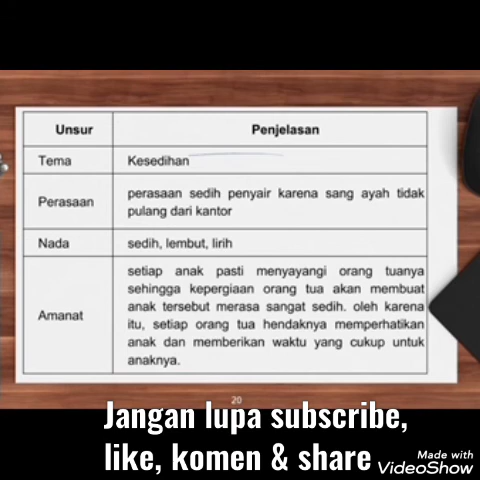 Unsur Penjelasan
Tema Kesedihan
Perasaan perasaan sedih penyair karena sang ayah tidak
pulang dari kantor
Nada sedih, lembut, lirih
Amanat setiap anak pasti menyayangi orang tuanya
sehingga kepergiaan orang tua akan membuat
anak tersebut merasa sangat sedih. oleh karena
itu, setiap orang tua hendaknya memperhatikan
anak dan memberikan waktu yang cukup untuk
anaknya.
20
Jangan lupa subscribe,
like, komen & share
Made with
VideoShow